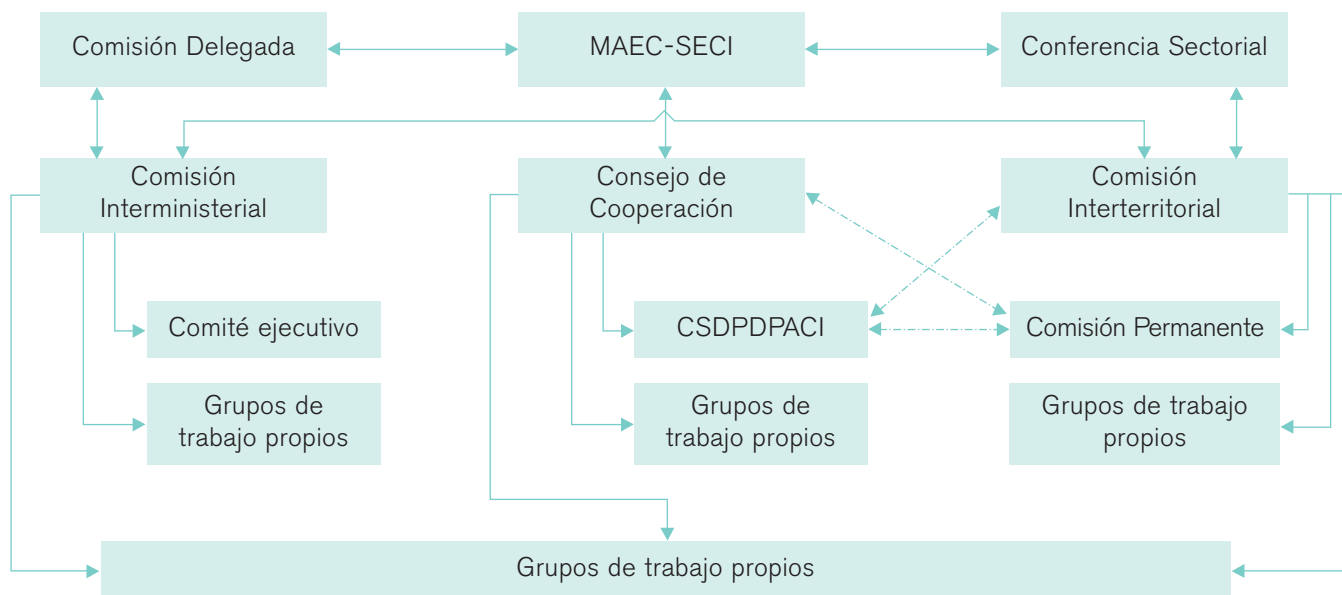 Comisión Delegada
MAEC-SECI
Conferencia Sectorial
Comisión
Interministerial
Consejo de
Cooperación
Comisión
Interterritorial
Comité ejecutivo
CSDPDPACI
Comisión Permanente
Grupos de
trabajo propios
Grupos de
trabajo propios
Grupos de trabajo
propios
Grupos de trabajo propios